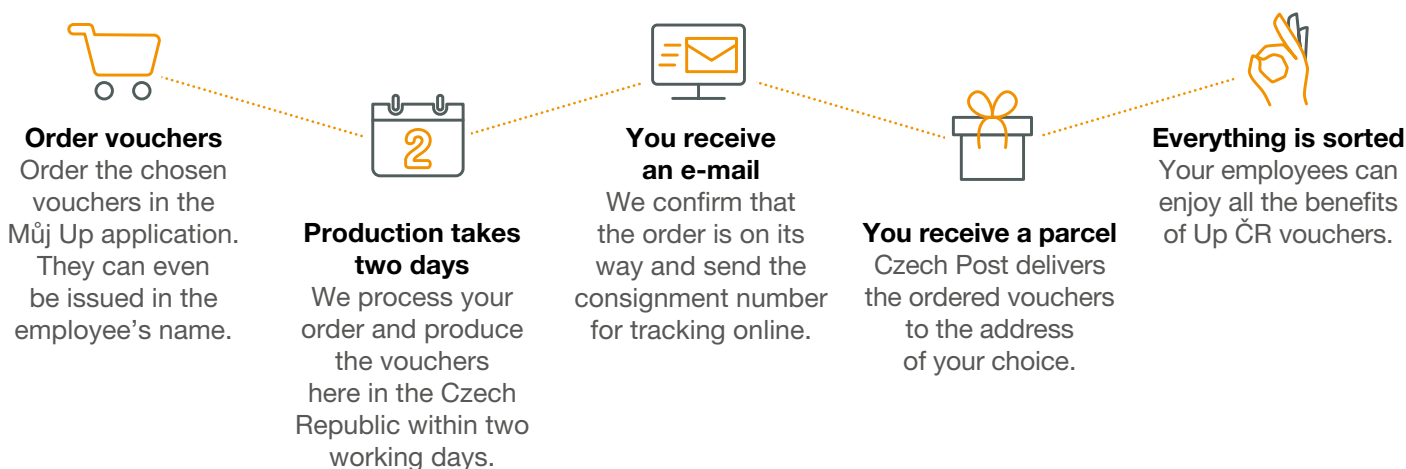 Order vouchers
Order the chosen
vouchers in the
Můj Up application.
They can even
be issued in the
employee’s name.
2
Production takes
two days
We process your
order and produce
the vouchers
here in the Czech
Republic within two
working days.
You receive
an e-mail
We confirm that
the order is on its
way and send the
consignment number
for tracking online.
You receive a parcel
Czech Post delivers
the ordered vouchers
to the address
of your choice.
Everything is sorted
Your employees can
enjoy all the benefits
of Up ČR vouchers.